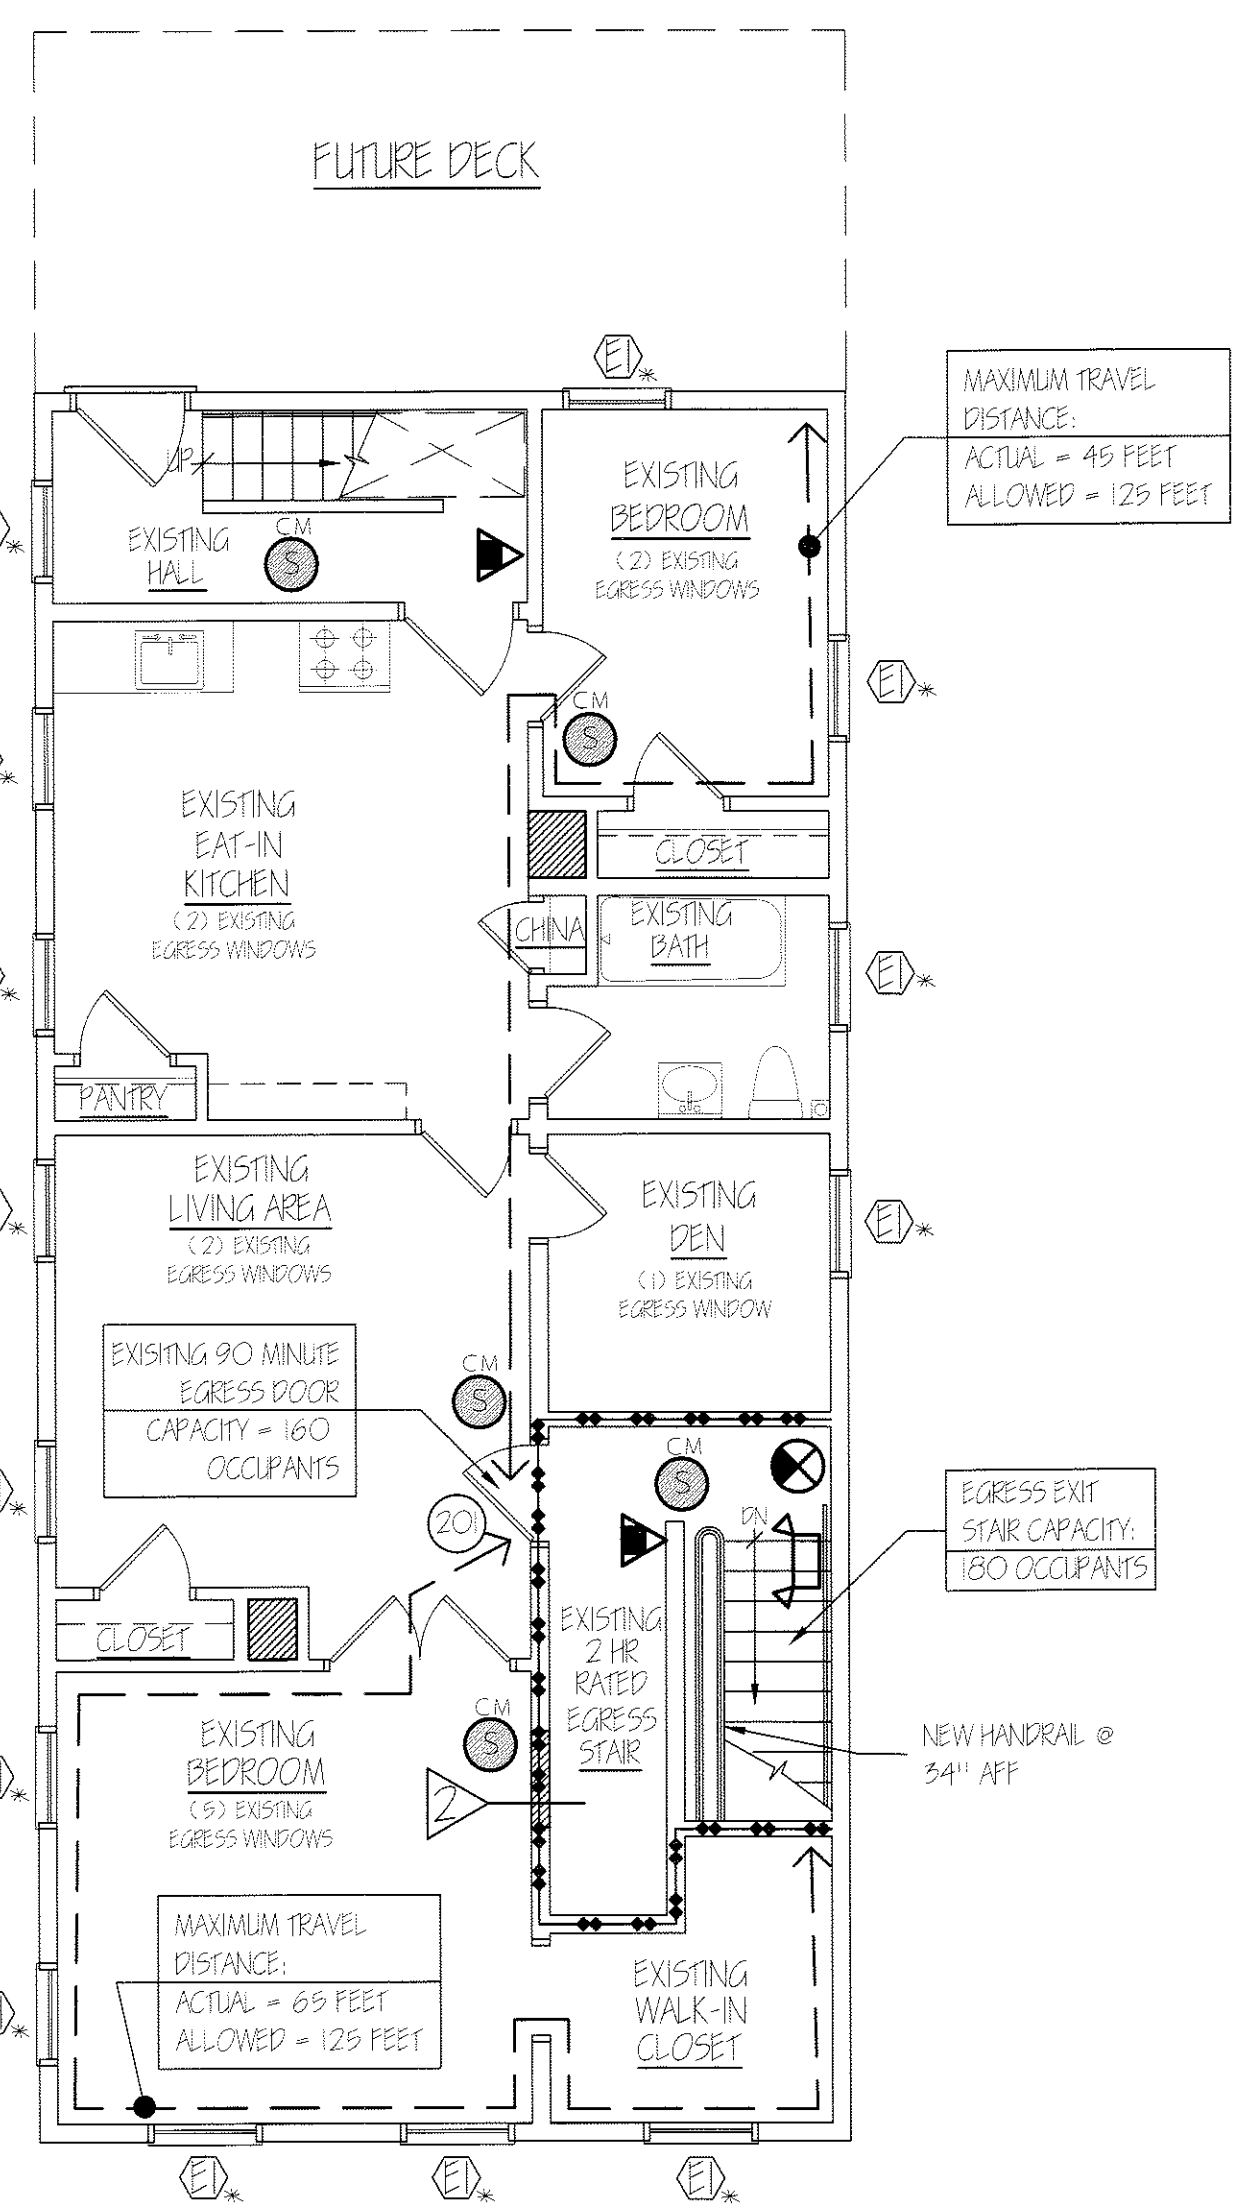 FUTURE DECK
E1
*
MAXIMUM TRAVEL
DISTANCE:
ACTUAL = 45 FEET
ALLOWED = 125 FEET
UP
EXISTING
HALL
CM
S
EXISTING
BEDROOM
(2) EXISTING
EGRESS WINDOWS
*
CM
S
E1
*
*
EXISTING
EAT-IN
KITCHEN
(2) EXISTING
EGRESS WINDOWS
CLOSET
CHINA
EXISTING
BATH
E1
*
*
PANTRY
EXISTING
LIVING AREA
(2) EXISTING
EGRESS WINDOWS
*
EXISTING
DEN
(1) EXISTING
EGRESS WINDOW
E1
*
EXISITNG 90 MINUTE
EGRESS DOOR
CAPACITY = 160
OCCUPANTS
CM
S
CM
S
*
201
DN
EGRESS EXIT
STAIR CAPACITY:
180 OCCUPANTS
CLOSET
EXISTING
2 HR
RATED
EGRESS
STAIR
CM
S
EXISTING
BEDROOM
(5) EXISTING
EGRESS WINDOWS
*
2
NEW HANDRAIL @
34" AFF
MAXIMUM TRAVEL
DISTANCE:
ACTUAL = 65 FEET
ALLOWED = 125 FEET
*
EXISTING
WALK-IN
CLOSET
E1
*
E1
*
E1
*